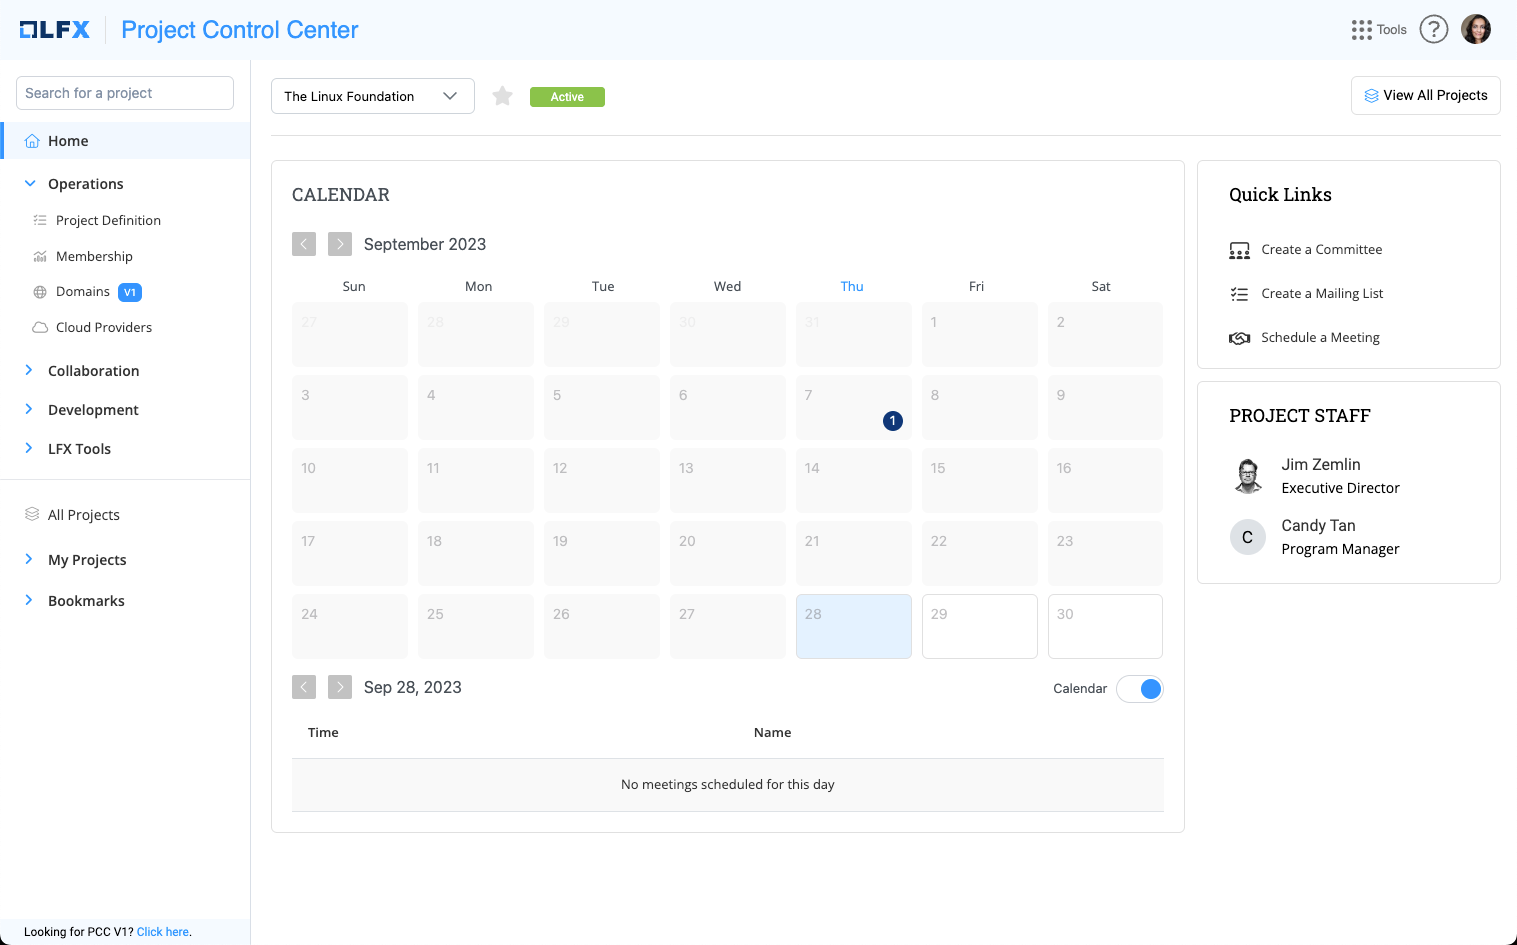 LFX
Project Control Center
Tools
?
Search for a project
Home
Operations
Project Definition
Membership
Domains V1
Cloud Providers
Collaboration
Development
LFX Tools
All Projects
My Projects
Bookmarks
Looking for PCC V1? Click here.
The Linux Foundation
Active
View All Projects
CALENDAR
September 2023
Sun Mon Tue Wed Thu Fri Sat
27 28 29 30 31 1 2
3 4 5 6 7 8 9
1
10 11 12 13 14 15 16
17 18 19 20 21 22 23
24 25 26 27 28 29 30
Sep 28, 2023
Calendar
Time Name
No meetings scheduled for this day
Quick Links
Create a Committee
Create a Mailing List
Schedule a Meeting
PROJECT STAFF
Jim Zemlin
Executive Director
C
Candy Tan
Program Manager